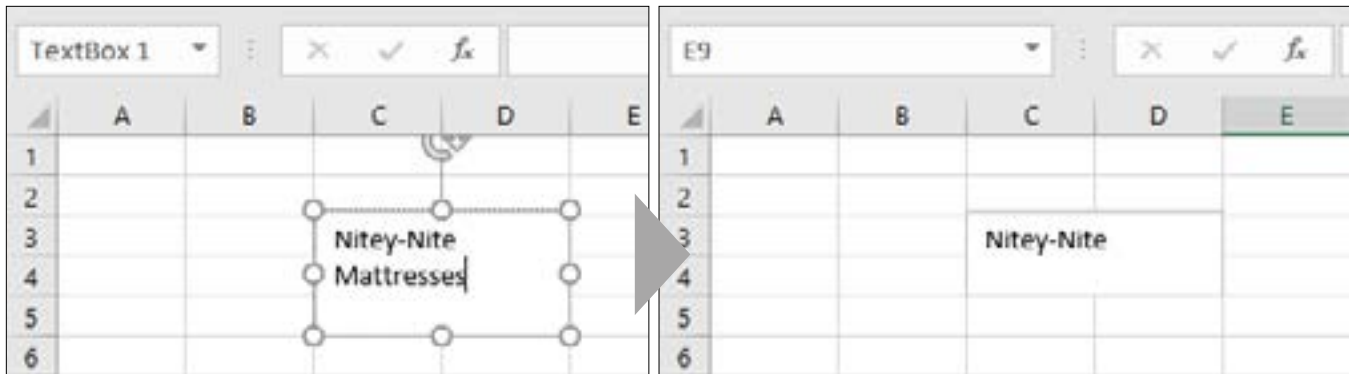 TextBox 1 fx
A B C D E
1
2
3 Nitey-Nite
4 Mattresses
5
6
E9 fx
A B C D E
1
2
3 Nitey-Nite
4
5
6